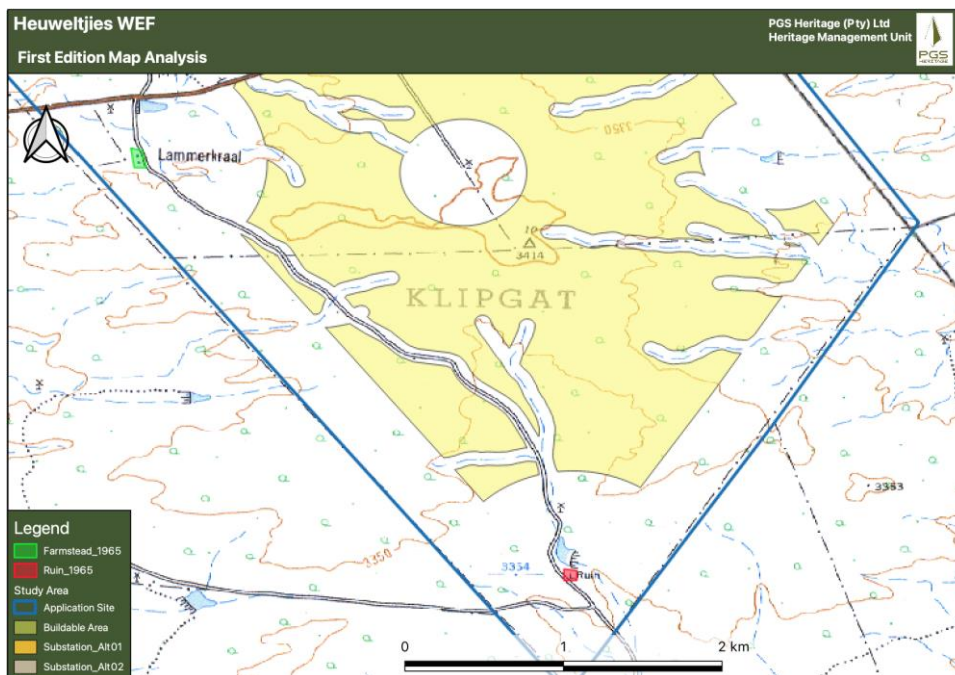 Heuweltjies WEF
First Edition Map Analysis
PGS Heritage (Pty) Ltd
Heritage Management Unit
PGS
HERITAGE
Lammerkraal
3350
10
3414
KLIPGAT
3353
3350
3354
Ruin
Legend
Farmstead_1965
Ruin_1965
Study Area
Application Site
Buildable Area
Substation_Alt01
Substation_Alt02
0 1 2 km